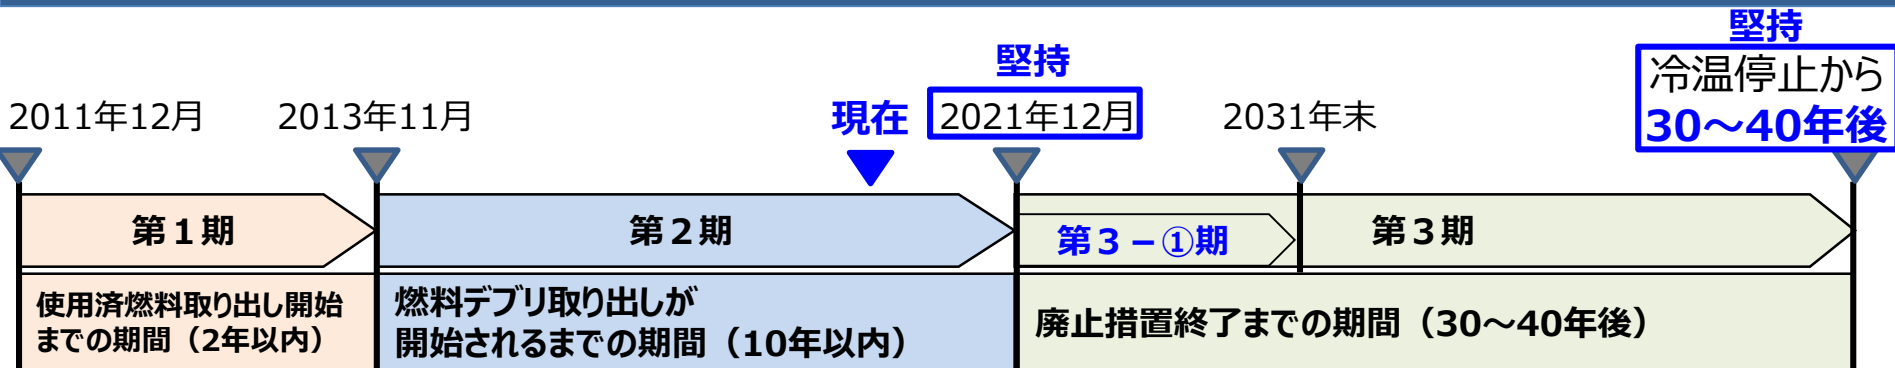 堅持
冷温停止から
30～40年後
堅持
2011年12月
2013年11月
現在
2021年12月
2031年末
第１期
第２期
第３－①期
第３期
使用済燃料取り出し開始
までの期間（2年以内）
燃料デブリ取り出しが
開始されるまでの期間（10年以内）
廃止措置終了までの期間（30～40年後）